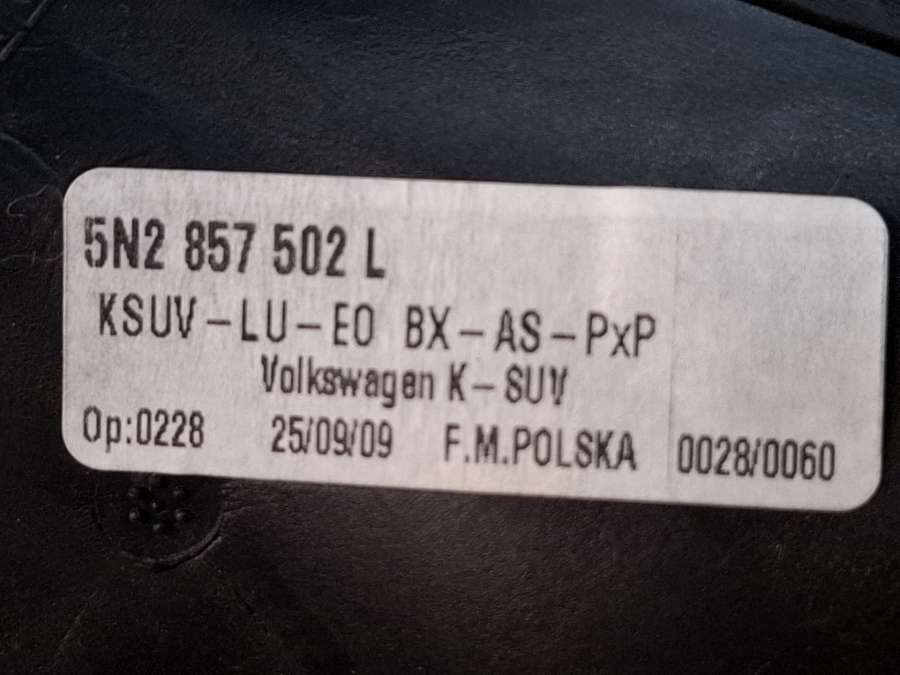 5N2 857 502 L
KSUV-LU-EO BX-AS-PxP
Volkswagen K-SUV
Op:0228 25/09/09 F.M.POLSKA 0028/0060